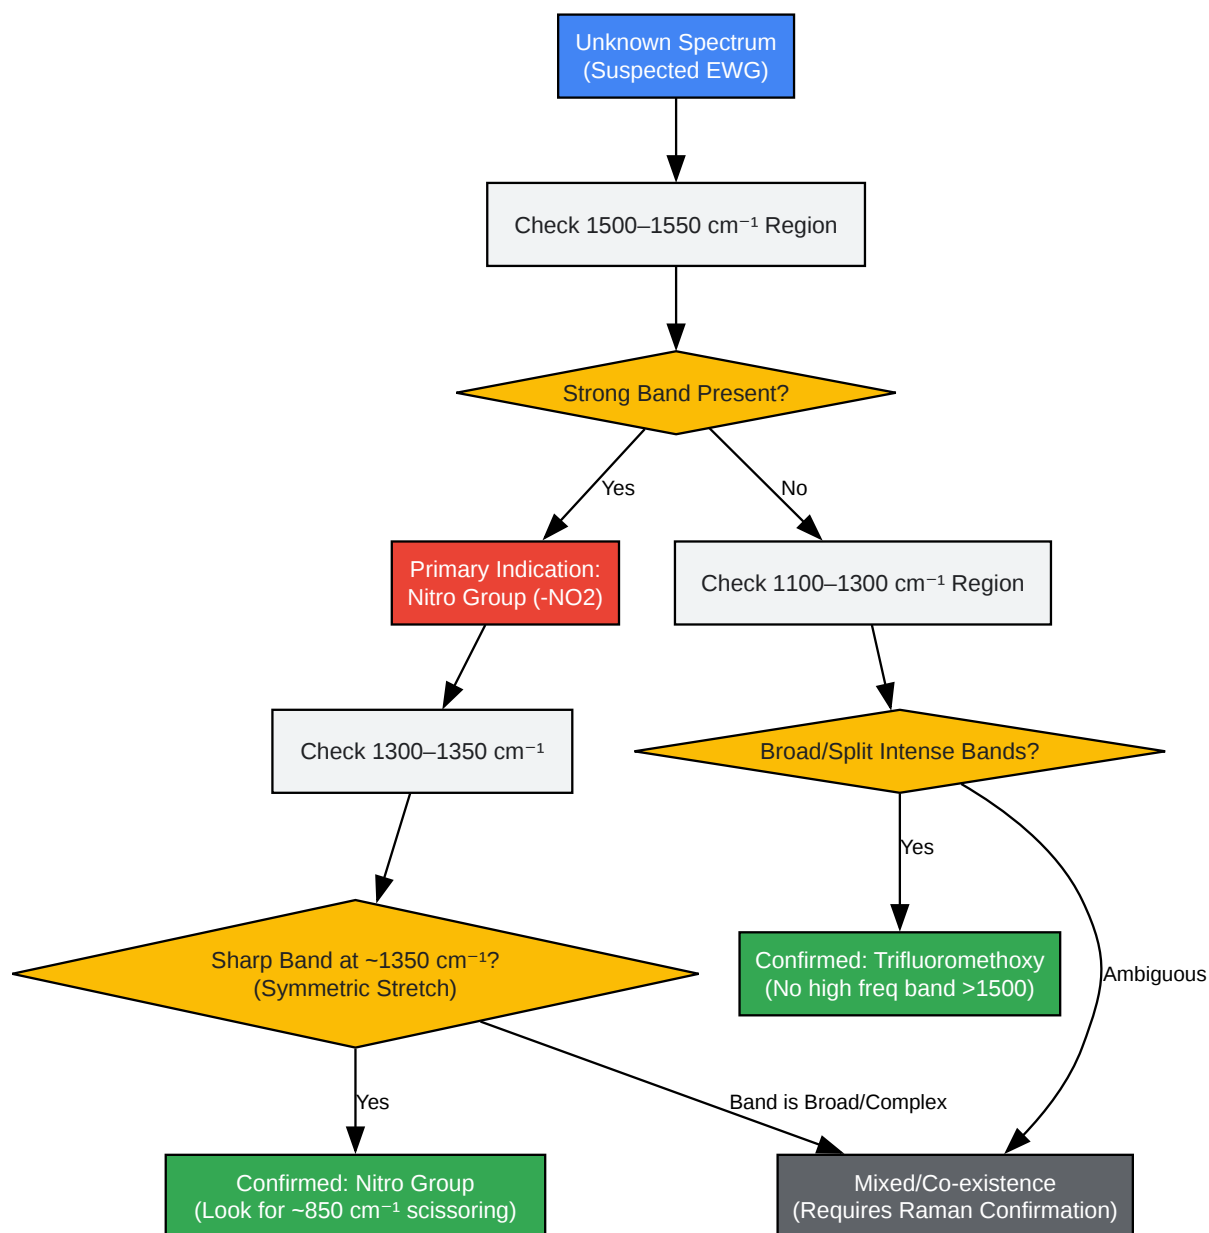 Unknown Spectrum
(Suspected EWG)
Check 1500–1550 cm⁻¹ Region
Strong Band Present?
Yes
No
Primary Indication:
Nitro Group (-NO2)
Check 1100–1300 cm⁻¹ Region
Check 1300–1350 cm⁻¹
Broad/Split Intense Bands?
Yes
Sharp Band at ~1350 cm⁻¹?
(Symmetric Stretch)
Confirmed: Trifluoromethoxy
(No high freq band >1500)
Ambiguous
Yes
Band is Broad/Complex
Confirmed: Nitro Group
(Look for ~850 cm⁻¹ scissoring)
Mixed/Co-existence
(Requires Raman Confirmation)